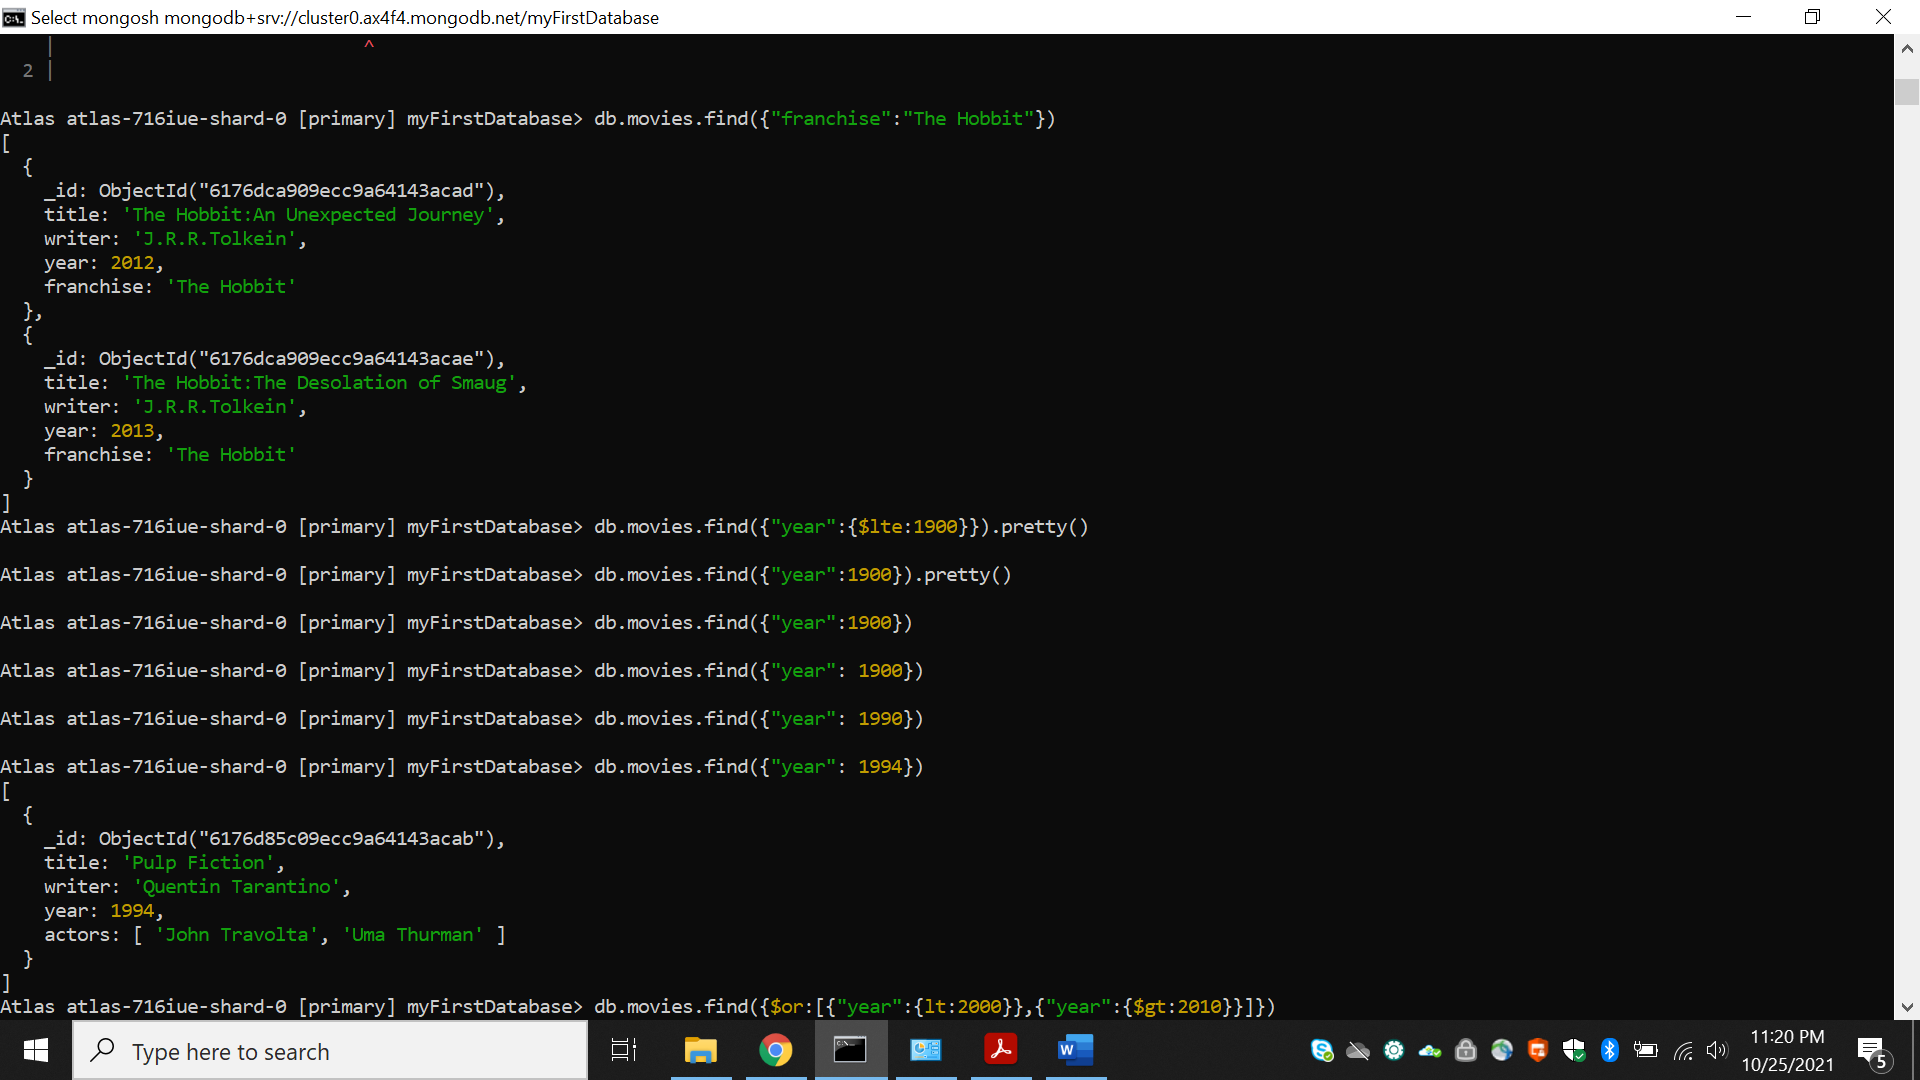 Select mongosh mongodb+srv://cluster0.ax4f4.mongodb.net/myFirstDatabase
|                            ^
2 |
Atlas atlas-716iue-shard-0 [primary] myFirstDatabase> db.movies.find({"franchise":"The Hobbit"})
[
  {
    _id: ObjectId("6176dca909ecc9a64143acad"),
    title: 'The Hobbit:An Unexpected Journey',
    writer: 'J.R.R.Tolkein',
    year: 2012,
    franchise: 'The Hobbit'
  },
  {
    _id: ObjectId("6176dca909ecc9a64143acae"),
    title: 'The Hobbit:The Desolation of Smaug',
    writer: 'J.R.R.Tolkein',
    year: 2013,
    franchise: 'The Hobbit'
  }
]
Atlas atlas-716iue-shard-0 [primary] myFirstDatabase> db.movies.find({"year":{$lte:1900}}).pretty()
Atlas atlas-716iue-shard-0 [primary] myFirstDatabase> db.movies.find({"year":1900}).pretty()
Atlas atlas-716iue-shard-0 [primary] myFirstDatabase> db.movies.find({"year":1900})
Atlas atlas-716iue-shard-0 [primary] myFirstDatabase> db.movies.find({"year": 1900})
Atlas atlas-716iue-shard-0 [primary] myFirstDatabase> db.movies.find({"year": 1990})
Atlas atlas-716iue-shard-0 [primary] myFirstDatabase> db.movies.find({"year": 1994})
[
  {
    _id: ObjectId("6176d85c09ecc9a64143acab"),
    title: 'Pulp Fiction',
    writer: 'Quentin Tarantino',
    year: 1994,
    actors: [ 'John Travolta', 'Uma Thurman' ]
  }
]
Atlas atlas-716iue-shard-0 [primary] myFirstDatabase> db.movies.find({$or:[{"year":{lt:2000}},{"year":{$gt:2010}}]})
Type here to search
11:20 PM
10/25/2021
5